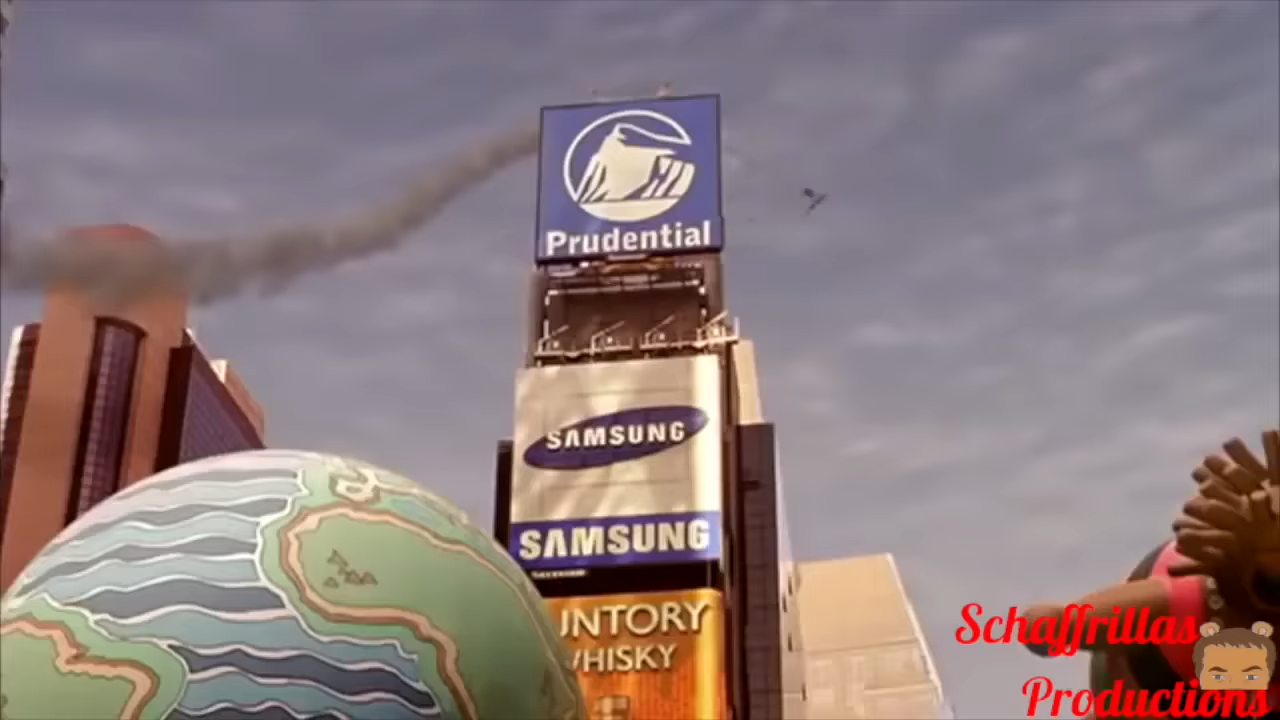 Prudential
SAMSUNG
SAMSUNG
UNTORY
WHISKY
Schaffrillas
Productions